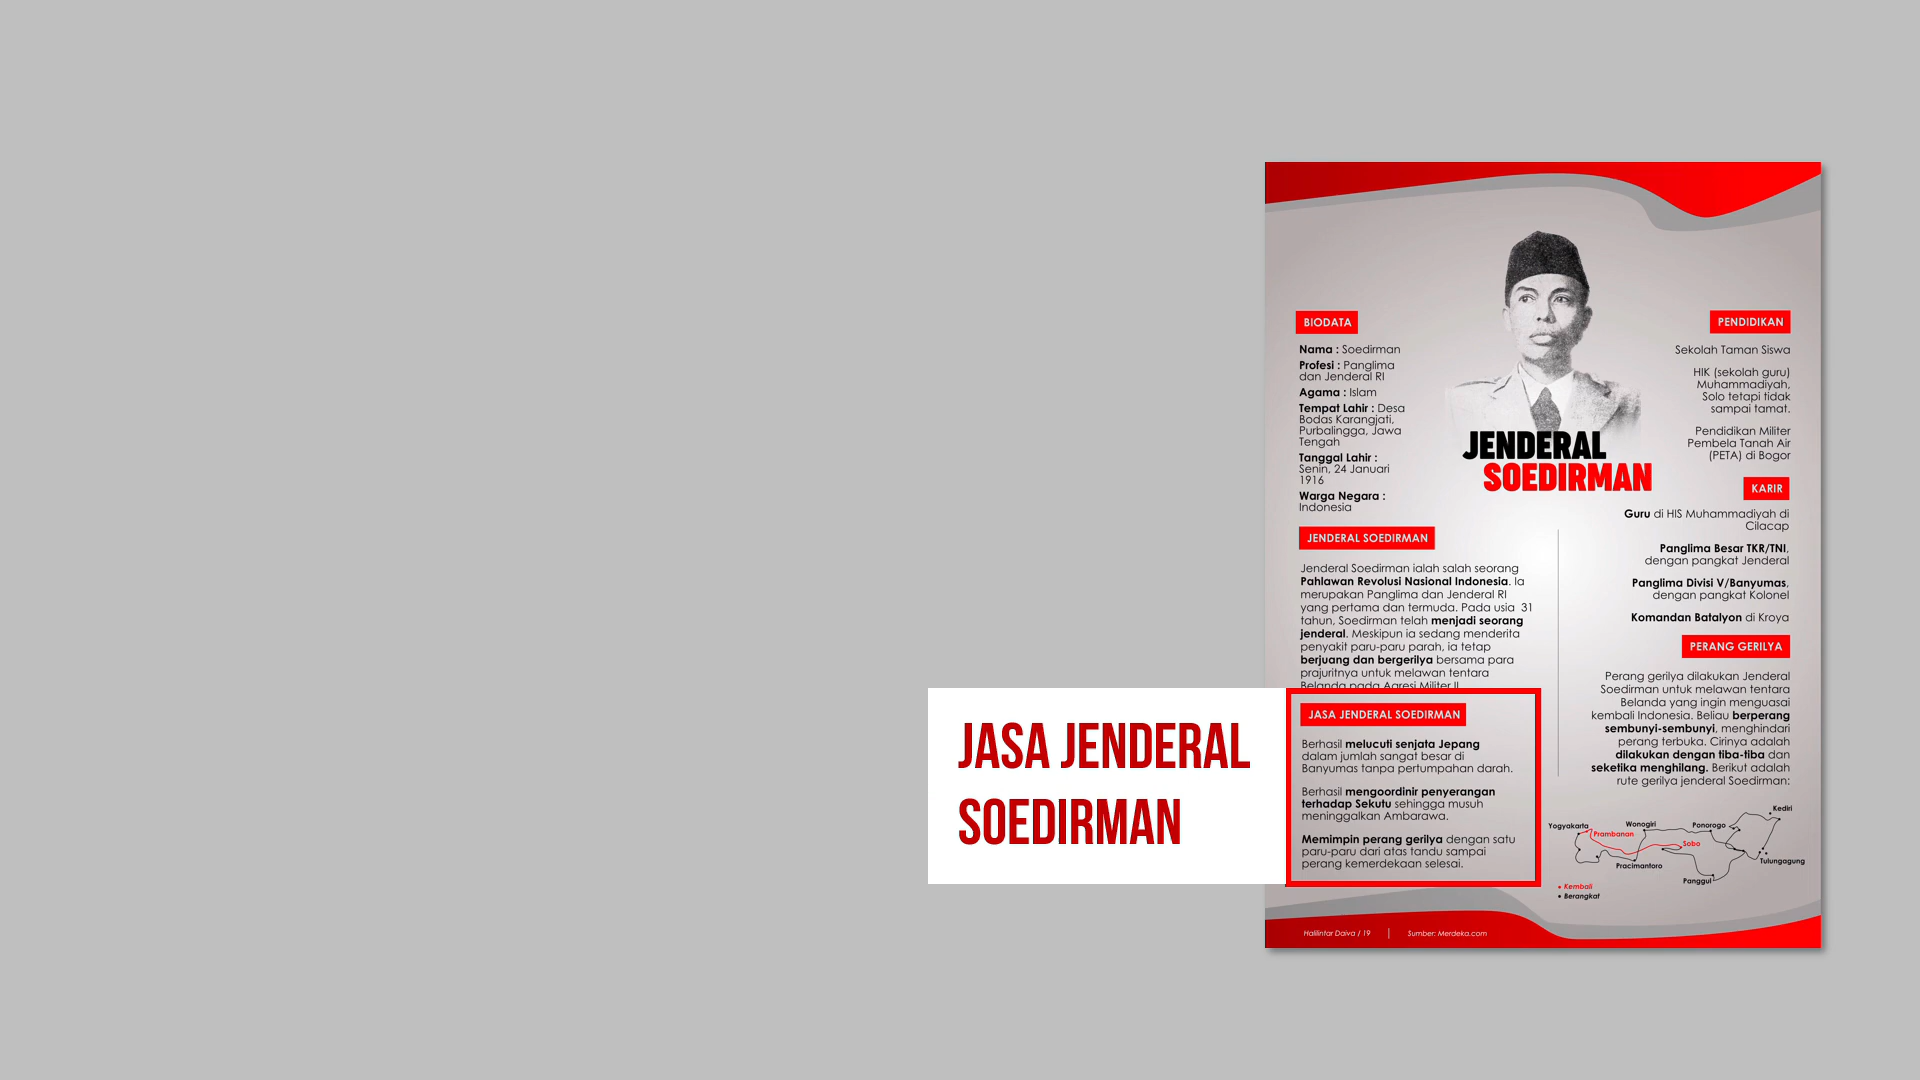 JASA JENDERAL
SOEDIRMAN
BIODATA
Nama : Soedirman
Profesi : Panglima
dan Jenderal RI
Agama : Islam
Tempat Lahir : Desa
Bodas Karangjati,
Purbalingga, Jawa
Tengah
Tanggal Lahir :
Senin, 24 Januari
1916
Warga Negara :
Indonesia
JENDERAL
SOEDIRMAN
PENDIDIKAN
Sekolah Taman Siswa
HIK (sekolah guru)
Muhammadiyah,
Solo tetapi tidak
sampai tamat.
Pendidikan Militer
Pembela Tanah Air
(PETA) di Bogor
KARIR
Guru di HIS Muhammadiyah di
Cilacap
Panglima Besar TKR/TNI,
dengan pangkat Jenderal
Panglima Divisi V/Banyumas,
dengan pangkat Kolonel
Komandan Batalyon di Kroya
JENDERAL SOEDIRMAN
Jenderal Soedirman ialah salah seorang
Pahlawan Revolusi Nasional Indonesia. Ia
merupakan Panglima dan Jenderal RI
yang pertama dan termuda. Pada usia 31
tahun, Soedirman telah menjadi seorang
jenderal. Meskipun ia sedang menderita
penyakit paru-paru parah, ia tetap
berjuang dan bergerilya bersama para
prajuritnya untuk melawan tentara
Belanda pada Agresi Militer II
JASA JENDERAL SOEDIRMAN
Berhasil melucuti senjata Jepang
dalam jumlah sangat besar di
Banyumas tanpa pertumpahan darah.
Berhasil mengoordinir penyerangan
terhadap Sekutu sehingga musuh
meninggalkan Ambarawa.
Memimpin perang gerilya dengan satu
paru-paru dari atas tandu sampai
perang kemerdekaan selesai.
PERANG GERILYA
Perang gerilya dilakukan Jenderal
Soedirman untuk melawan tentara
Belanda yang ingin menguasai
kembali Indonesia. Beliau berperang
sembunyi-sembunyi, menghindari
perang terbuka. Cirinya adalah
dilakukan dengan tiba-tiba dan
seketika menghilang. Berikut adalah
rute gerilya jenderal Soedirman:
Kediri
Yogyakarta
Wonogiri
Ponorogo
Prambanan
Sobo
Pracimantoro
Tulungagung
Panggul
• Kembali
• Berangkat
Halilintar Daiva / 19 | Sumber: Merdeka.com